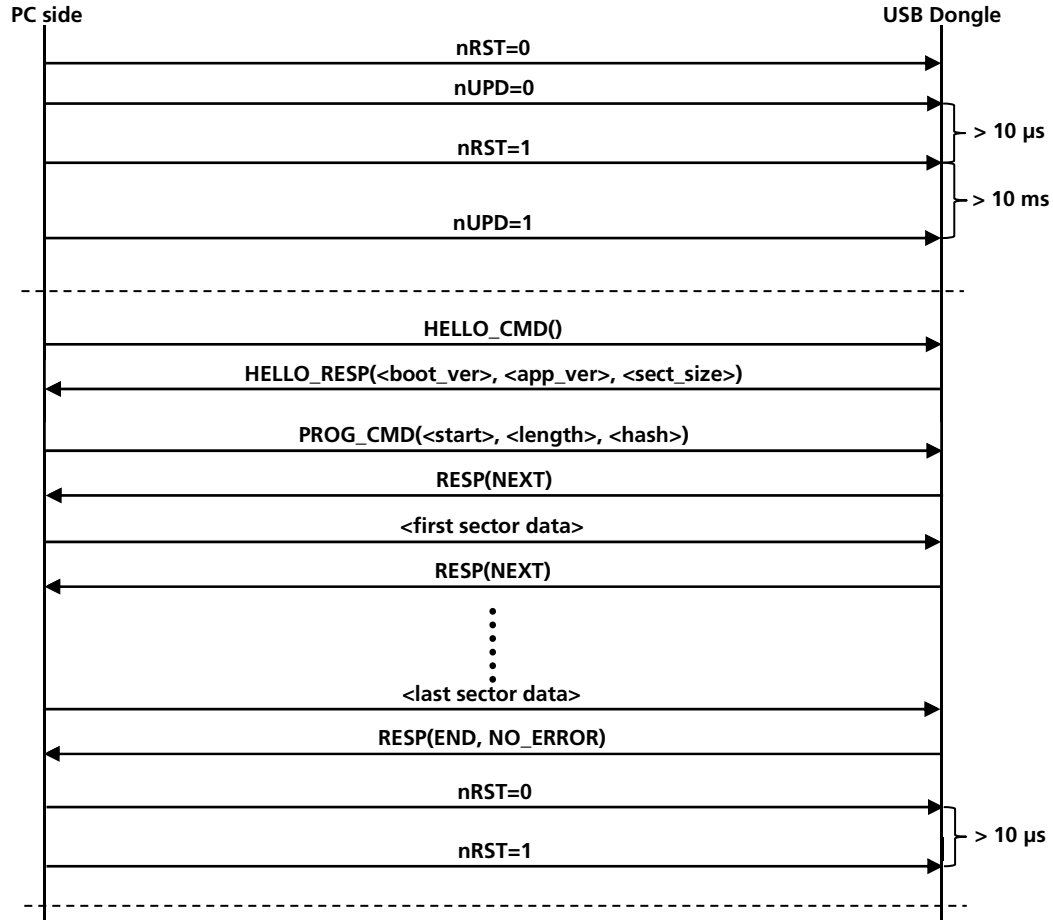 PC side
USB Dongle
nRST=0
nUPD=0
> 10 µs
nRST=1
> 10 ms
nUPD=1
HELLO_CMD()
HELLO_RESP(<boot_ver>, <app_ver>, <sect_size>)
PROG_CMD(<start>, <length>, <hash>)
RESP(NEXT)
<first sector data>
RESP(NEXT)
<last sector data>
RESP(END, NO_ERROR)
nRST=0
> 10 µs
nRST=1